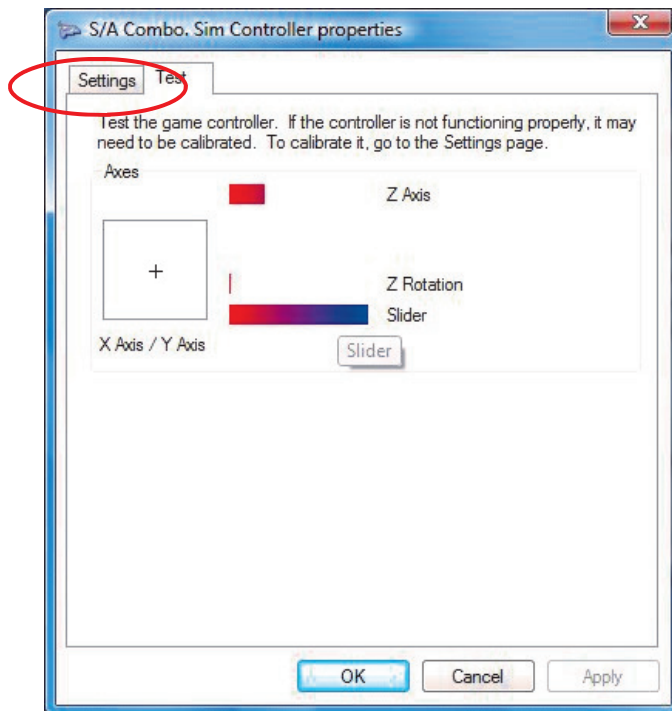 S/A Combo. Sim Controller properties
Settings Test
Test the game controller. If the controller is not functioning properly, it may
need to be calibrated. To calibrate it, go to the Settings page.
Axes
Z Axis
Z Rotation
Slider
X Axis / Y Axis
Slider
OK Cancel Apply